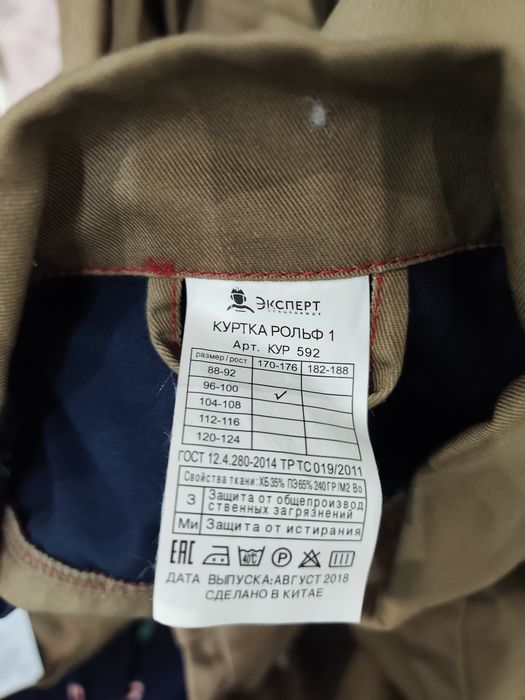 ЭКСПЕРТ
СПЕЦОДЕЖДА
КУРТКА РОЛЬФ 1
Арт. КУР 592
размер/рост 170-176 182-188
88-92
96-100 ✓
104-108
112-116
120-124
ГОСТ 12.4.280-2014 ТР ТС 019/2011
Свойства ткани: ХБ35% ПЭ65% 240 ГР/М2 Во
З Защита от общепроизвод
ственных загрязнений
Ми Защита от истирания
ЕАС 40°C P
ДАТА ВЫПУСКА: АВГУСТ 2018
СДЕЛАНО В КИТАЕ